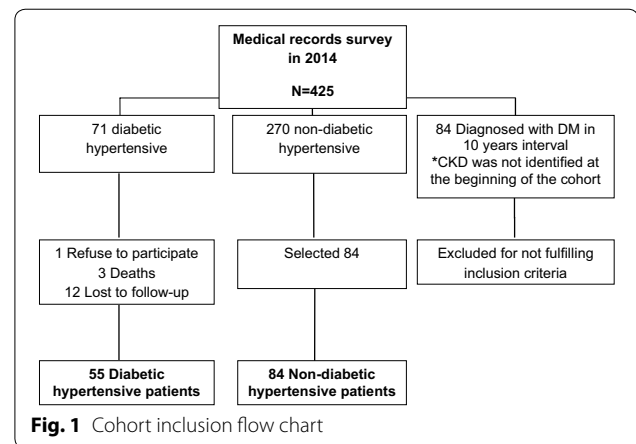 Medical records survey
in 2014
N=425
71 diabetic
hypertensive
270 non-diabetic
hypertensive
84 Diagnosed with DM in
10 years interval
*CKD was not identified at
the beginning of the cohort
1 Refuse to participate
3 Deaths
12 Lost to follow-up
Selected 84
Excluded for not fulfilling
inclusion criteria
55 Diabetic
hypertensive patients
84 Non-diabetic
hypertensive patients
Fig. 1 Cohort inclusion flow chart